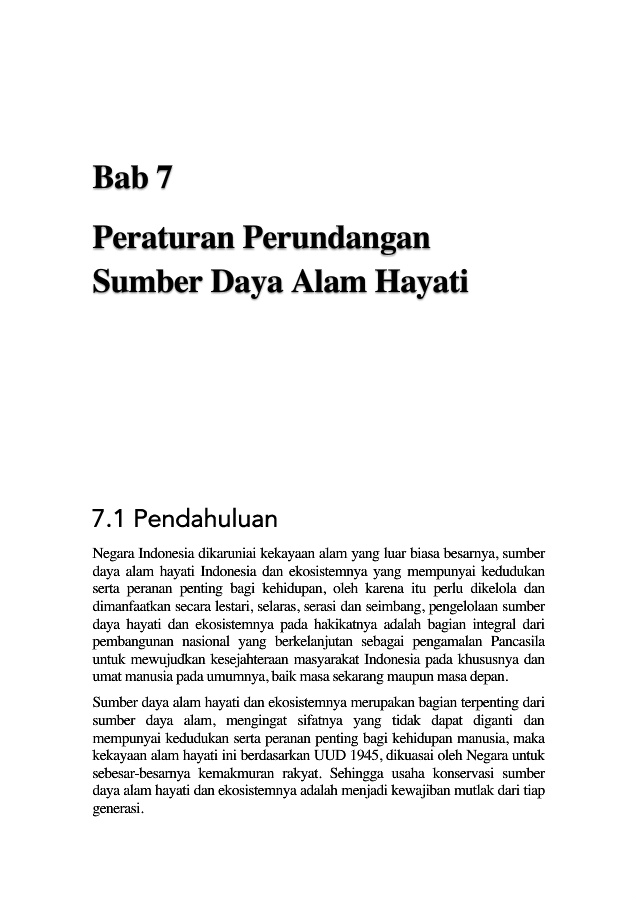 Bab 7
Peraturan Perundangan
Sumber Daya Alam Hayati
7.1 Pendahuluan
Negara Indonesia dikaruniai kekayaan alam yang luar biasa besarnya, sumber
daya alam hayati Indonesia dan ekosistemnya yang mempunyai kedudukan
serta peranan penting bagi kehidupan, oleh karena itu perlu dikelola dan
dimanfaatkan secara lestari, selaras, serasi dan seimbang, pengelolaan sumber
daya hayati dan ekosistemnya pada hakikatnya adalah bagian integral dari
pembangunan nasional yang berkelanjutan sebagai pengamalan Pancasila
untuk mewujudkan kesejahteraan masyarakat Indonesia pada khususnya dan
umat manusia pada umumnya, baik masa sekarang maupun masa depan.
Sumber daya alam hayati dan ekosistemnya merupakan bagian terpenting dari
sumber daya alam, mengingat sifatnya yang tidak dapat diganti dan
mempunyai kedudukan serta peranan penting bagi kehidupan manusia, maka
kekayaan alam hayati ini berdasarkan UUD 1945, dikuasai oleh Negara untuk
sebesar-besarnya kemakmuran rakyat. Sehingga usaha konservasi sumber
daya alam hayati dan ekosistemnya adalah menjadi kewajiban mutlak dari tiap
generasi.